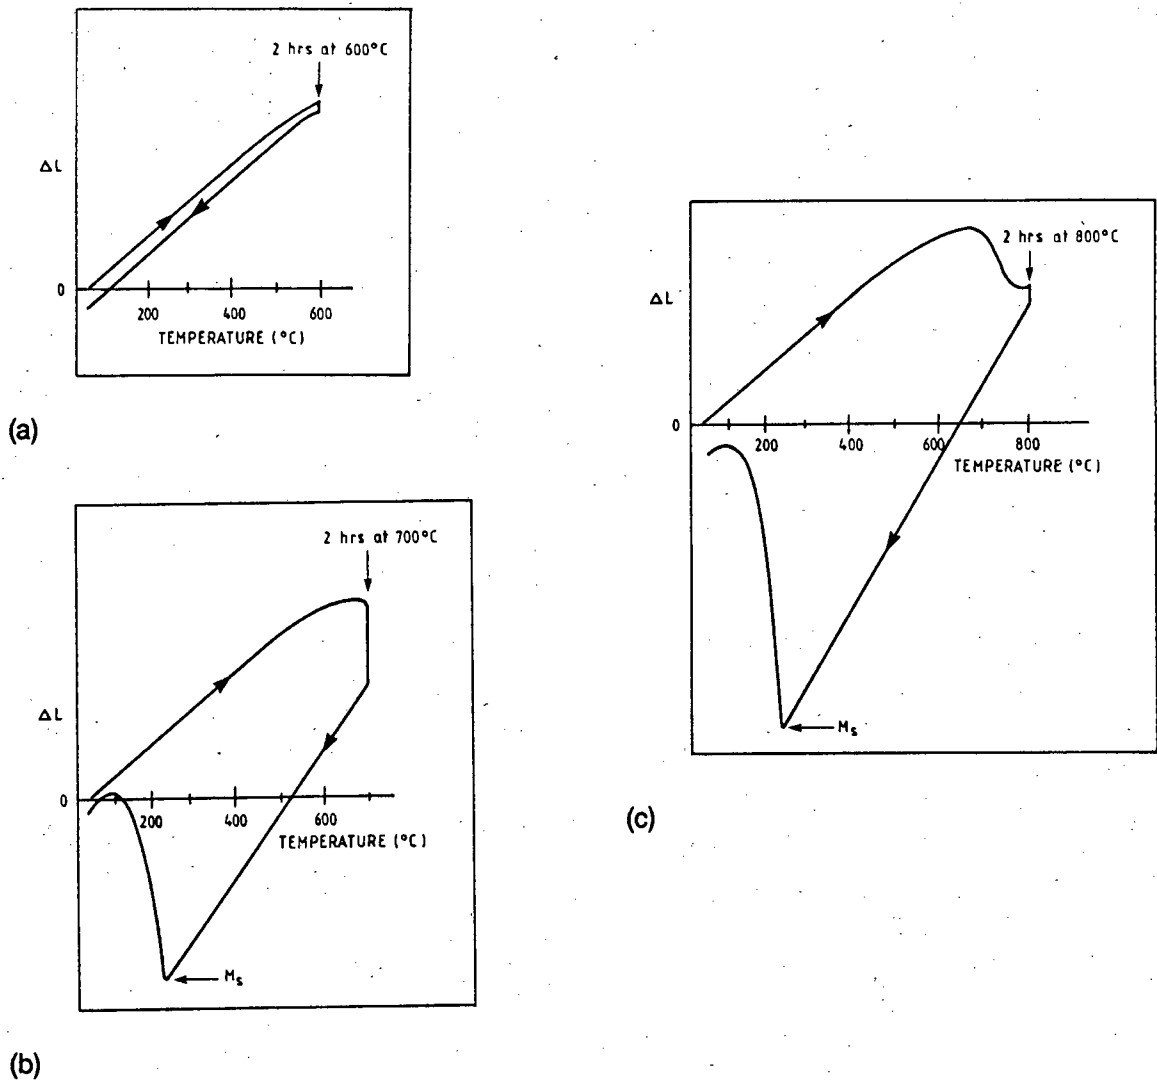 2 hrs at 600°C
ΔL
0
200 400 600
TEMPERATURE (°C)
(a)
2 hrs at 700°C
ΔL
0
200 400 600
TEMPERATURE (°C)
Ms
(b)
2 hrs at 800°C
ΔL
0
200 400 600 800
TEMPERATURE (°C)
Ms
(c)